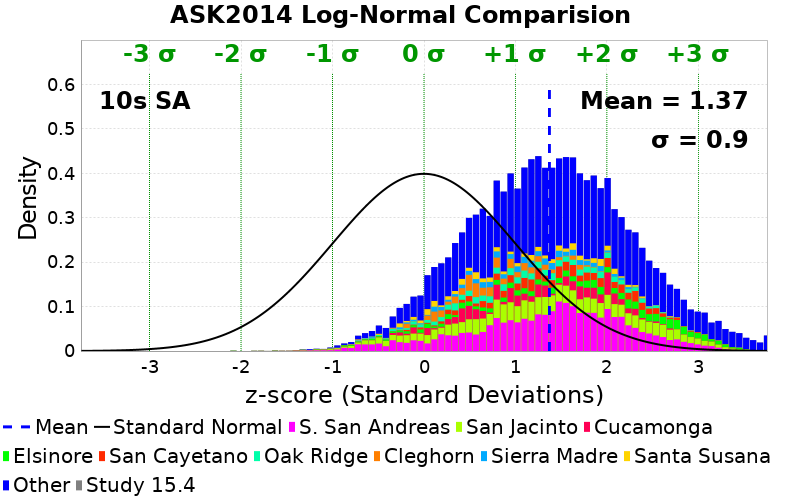 ASK2014 Log-Normal Comparision
-3 σ -2 σ -1 σ 0 σ +1 σ +2 σ +3 σ
10s SA
Mean = 1.37
σ = 0.9
Density
0.6
0.5
0.4
0.3
0.2
0.1
0
-3 -2 -1 0 1 2 3
z-score (Standard Deviations)
Mean Standard Normal S. San Andreas San Jacinto Cucamonga
Elsinore San Cayetano Oak Ridge Cleghorn Sierra Madre Santa Susana
Other Study 15.4